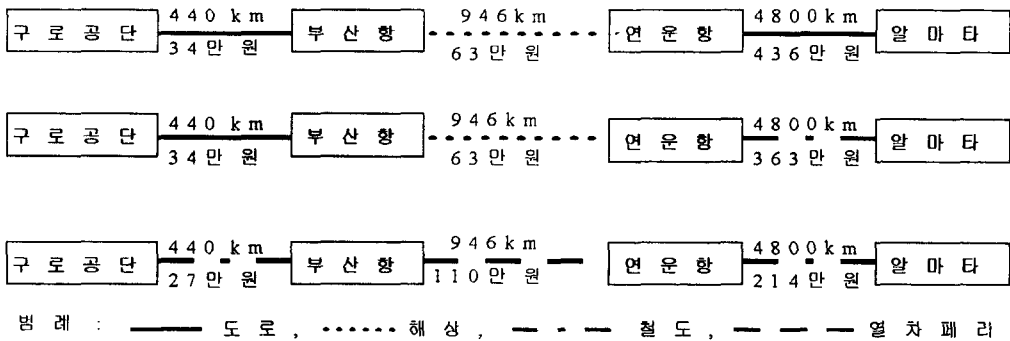 440 km 946km 4800km
구로공단 부산항 연운항 알마타
34만 원 63만 원 436만 원
440 km 946km 4800km
구로공단 부산항 연운항 알마타
34만 원 63만 원 363만 원
440 km 946km 4800km
구로공단 부산항 연운항 알마타
27만 원 110만 원 214만 원
범례 : 도로, 해상, 철도, 열차페리